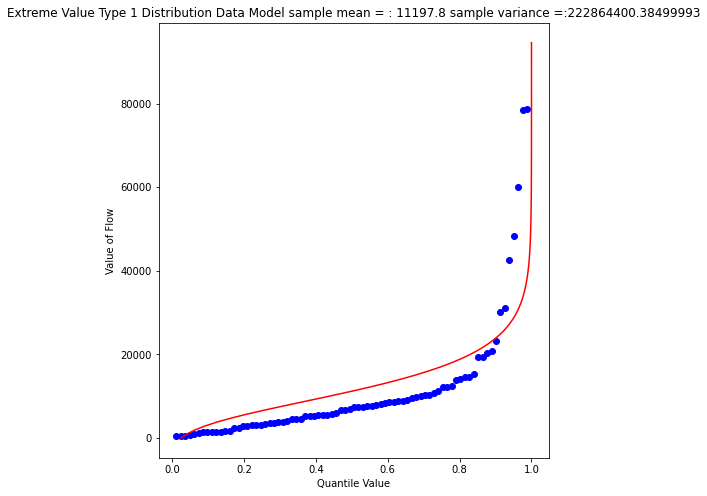 Extreme Value Type 1 Distribution Data Model sample mean = : 11197.8 sample variance =:222864400.38499993
80000
60000
Value of Flow
40000
20000
0
0.0 0.2 0.4 0.6 0.8 1.0
Quantile Value